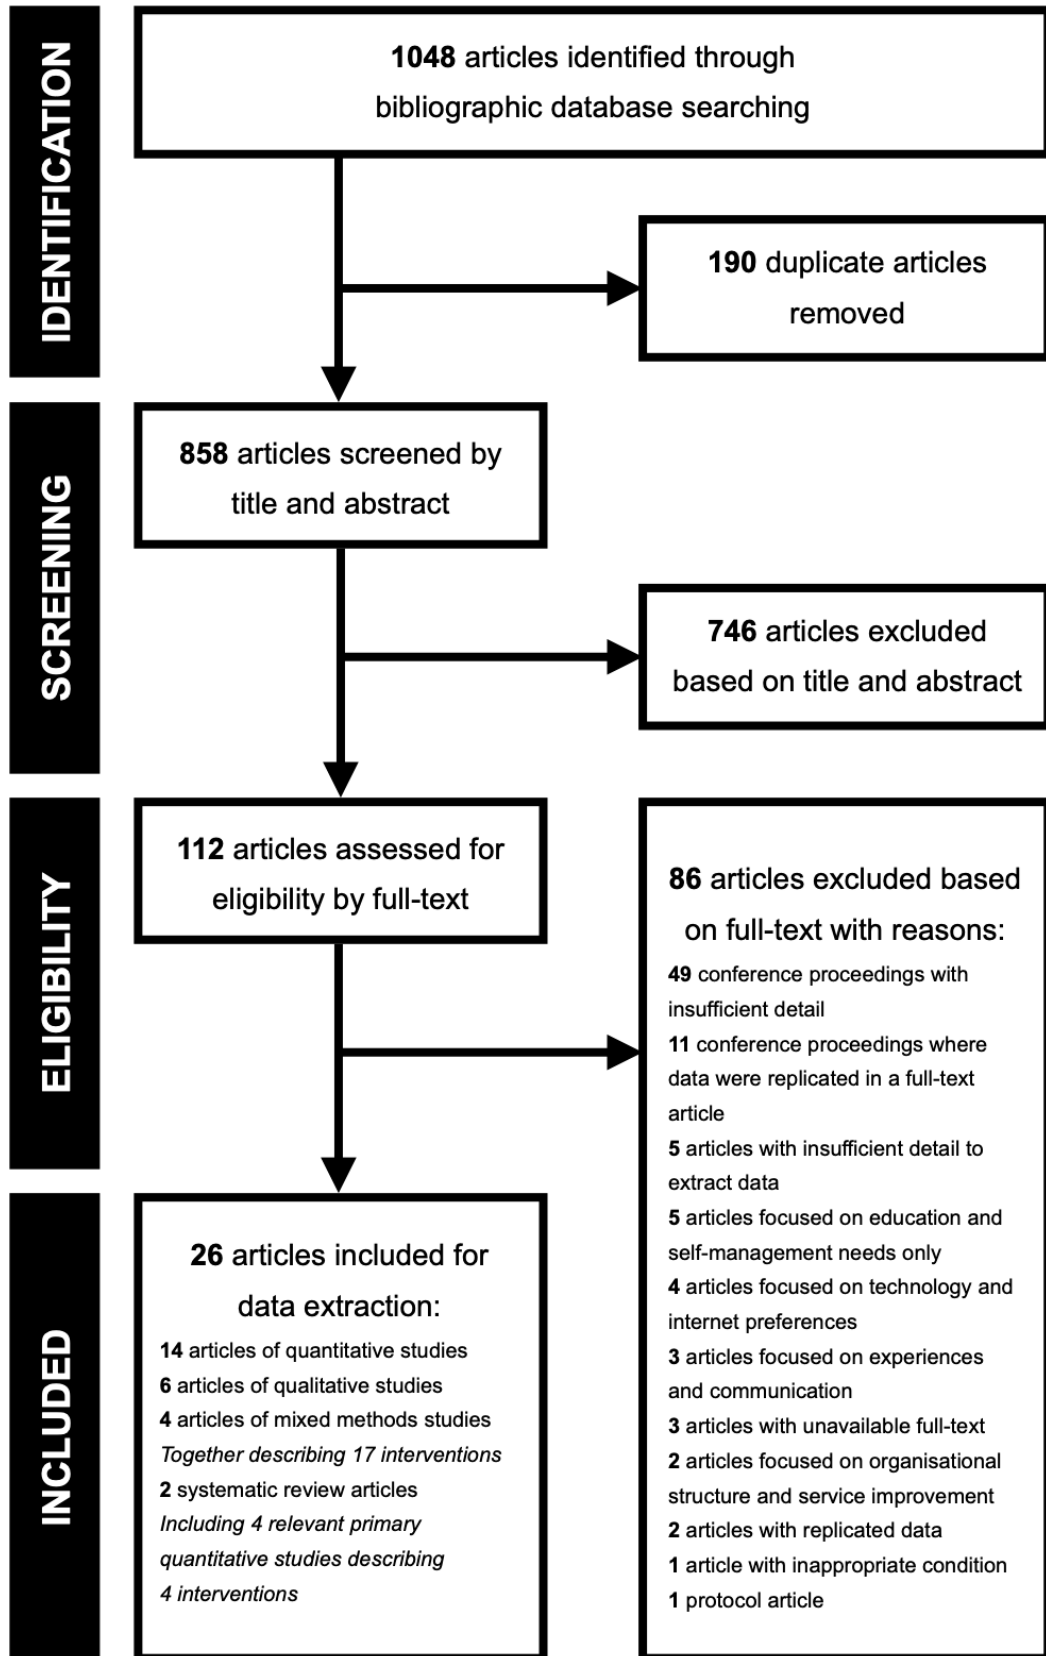 IDENTIFICATION
1048 articles identified through
bibliographic database searching
190 duplicate articles
removed
SCREENING
858 articles screened by
title and abstract
746 articles excluded
based on title and abstract
ELIGIBILITY
112 articles assessed for
eligibility by full-text
86 articles excluded based
on full-text with reasons:
49 conference proceedings with
insufficient detail
11 conference proceedings where
data were replicated in a full-text
article
5 articles with insufficient detail to
extract data
5 articles focused on education and
self-management needs only
4 articles focused on technology and
internet preferences
3 articles focused on experiences
and communication
3 articles with unavailable full-text
2 articles focused on organisational
structure and service improvement
2 articles with replicated data
1 article with inappropriate condition
1 protocol article
INCLUDED
26 articles included for
data extraction:
14 articles of quantitative studies
6 articles of qualitative studies
4 articles of mixed methods studies
Together describing 17 interventions
2 systematic review articles
Including 4 relevant primary
quantitative studies describing
4 interventions